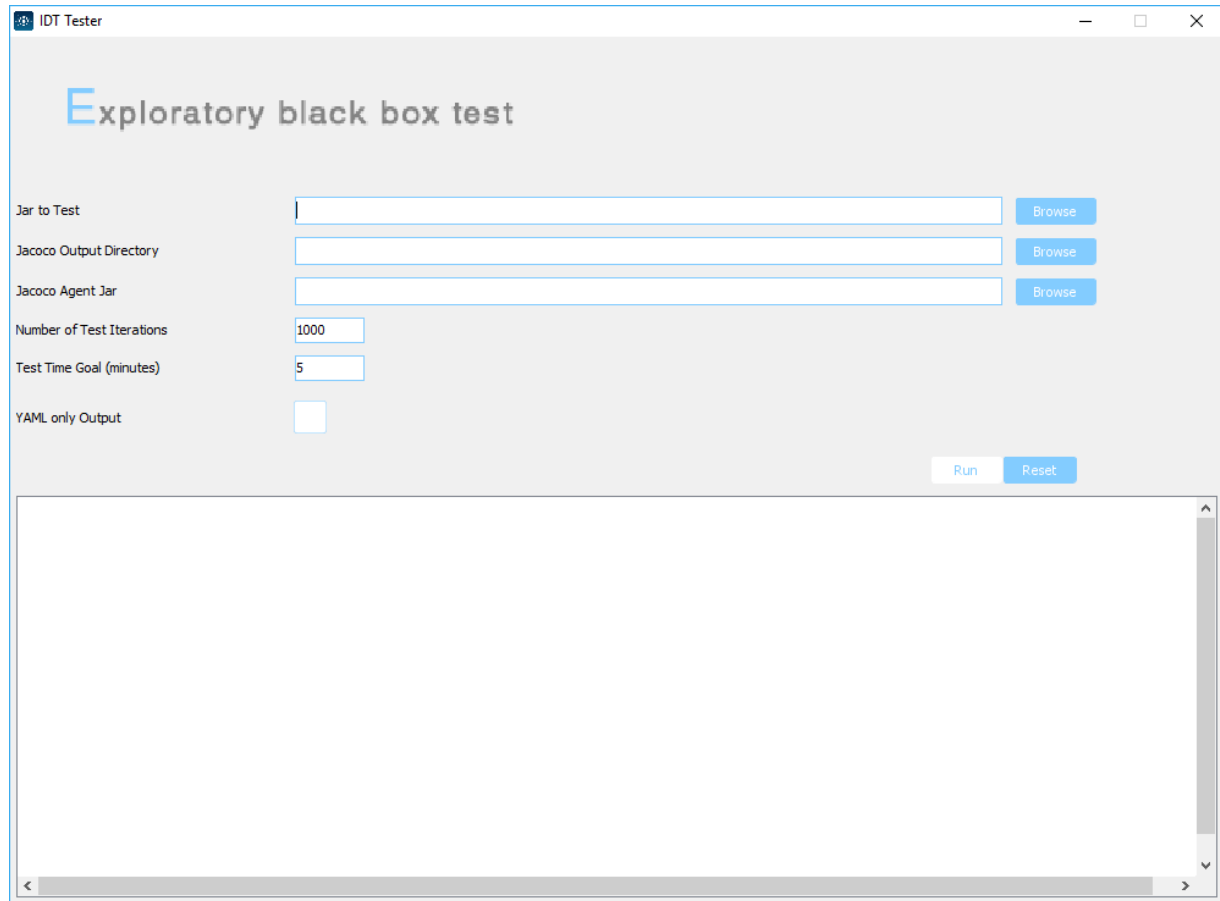 IDT Tester
Exploratory black box test
Jar to Test
Browse
Jacoco Output Directory
Browse
Jacoco Agent Jar
Browse
Number of Test Iterations 1000
Test Time Goal (minutes) 5
YAML only Output
Run Reset